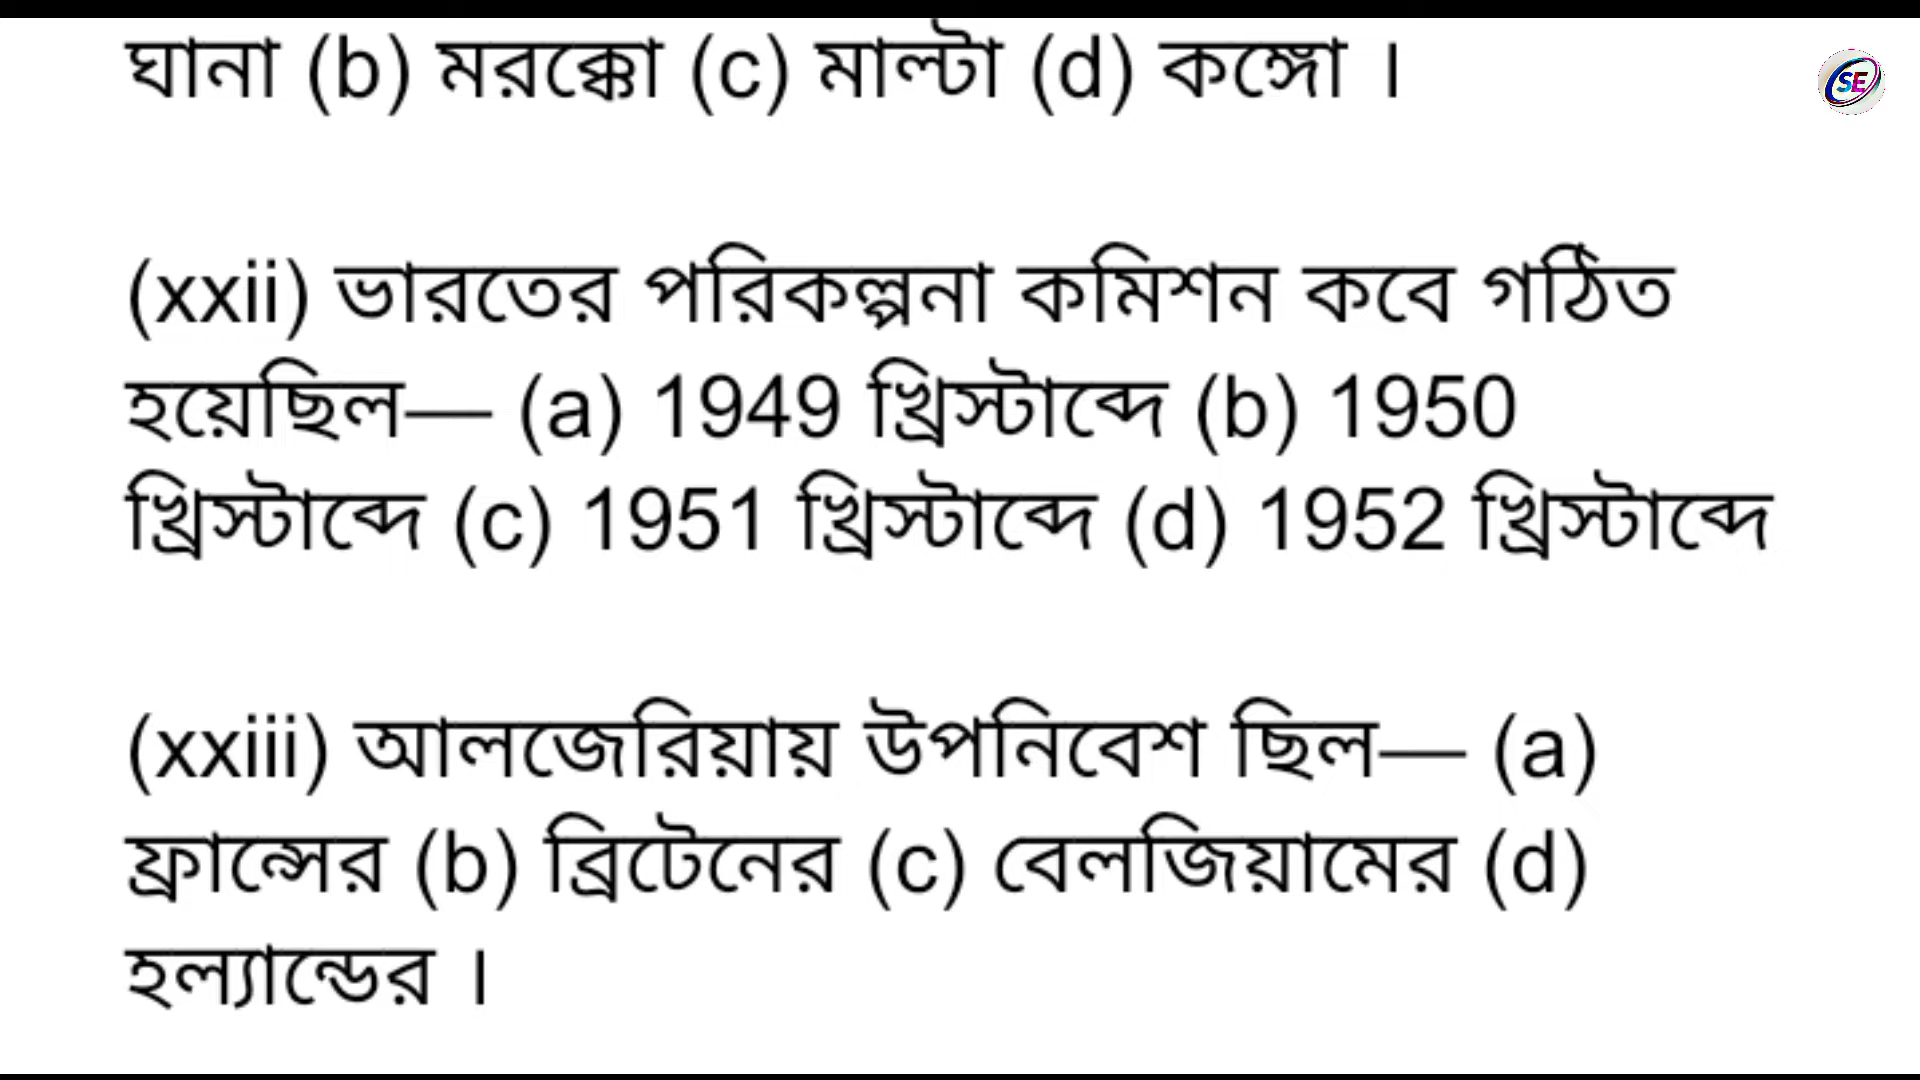 ঘানা (b) মরক্কো (c) মাল্টা (d) কঙ্গো ।
SE
(xxii) ভারতের পরিকল্পনা কমিশন কবে গঠিত
হয়েছিল— (a) 1949 খ্রিস্টাব্দে (b) 1950
খ্রিস্টাব্দে (c) 1951 খ্রিস্টাব্দে (d) 1952 খ্রিস্টাব্দে
(xxiii) আলজেরিয়ায় উপনিবেশ ছিল— (a)
ফ্রান্সের (b) ব্রিটেনের (c) বেলজিয়ামের (d)
হল্যান্ডের ।